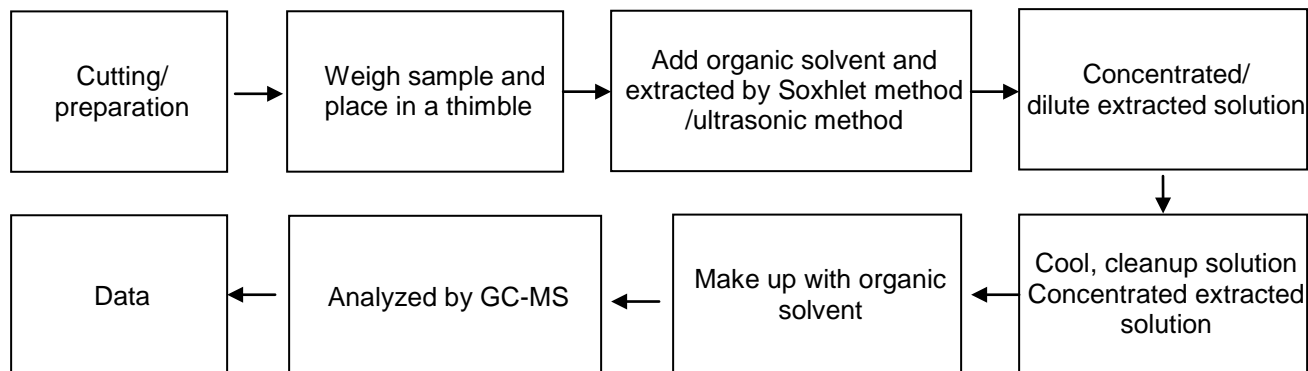 Cutting/
preparation
Weigh sample and
place in a thimble
Add organic solvent and
extracted by Soxhlet method
/ultrasonic method
Concentrated/
dilute extracted solution
Cool, cleanup solution
Concentrated extracted
solution
Make up with organic
solvent
Analyzed by GC-MS
Data